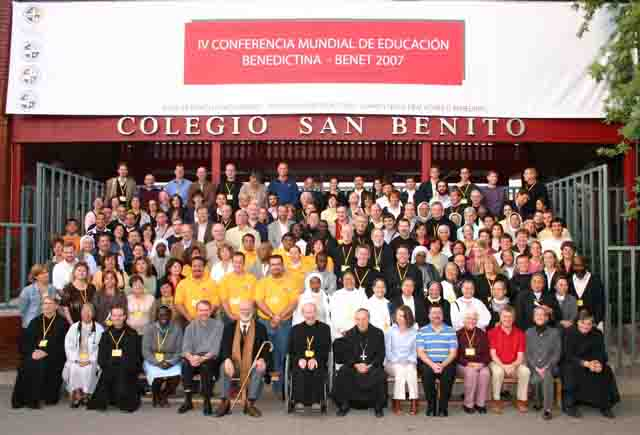 IV CONFERENCIA MUNDIAL DE EDUCACIÓN
BENEDICTINA - BENET 2007
COLEGIO SAN BENITO